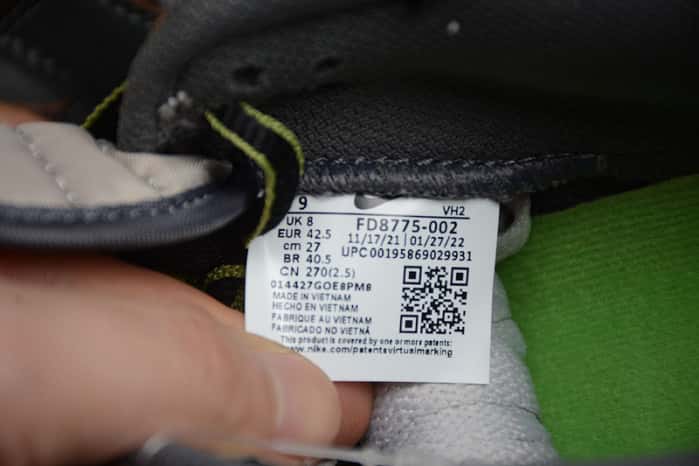 9 VH2
UK 8 FD8775-002
EUR 42.5 11/17/21 | 01/27/22
cm 27 UPC00195869029931
BR 40.5
CN 270(2.5)
014427GOE8PM8
MADE IN VIETNAM
HECHO EN VIETNAM
FABRIQUE AU VIETNAM
FABRICADO NO VIETNÃ
This product is covered by one or more patents:
www.nike.com/patentsvirtualmarking